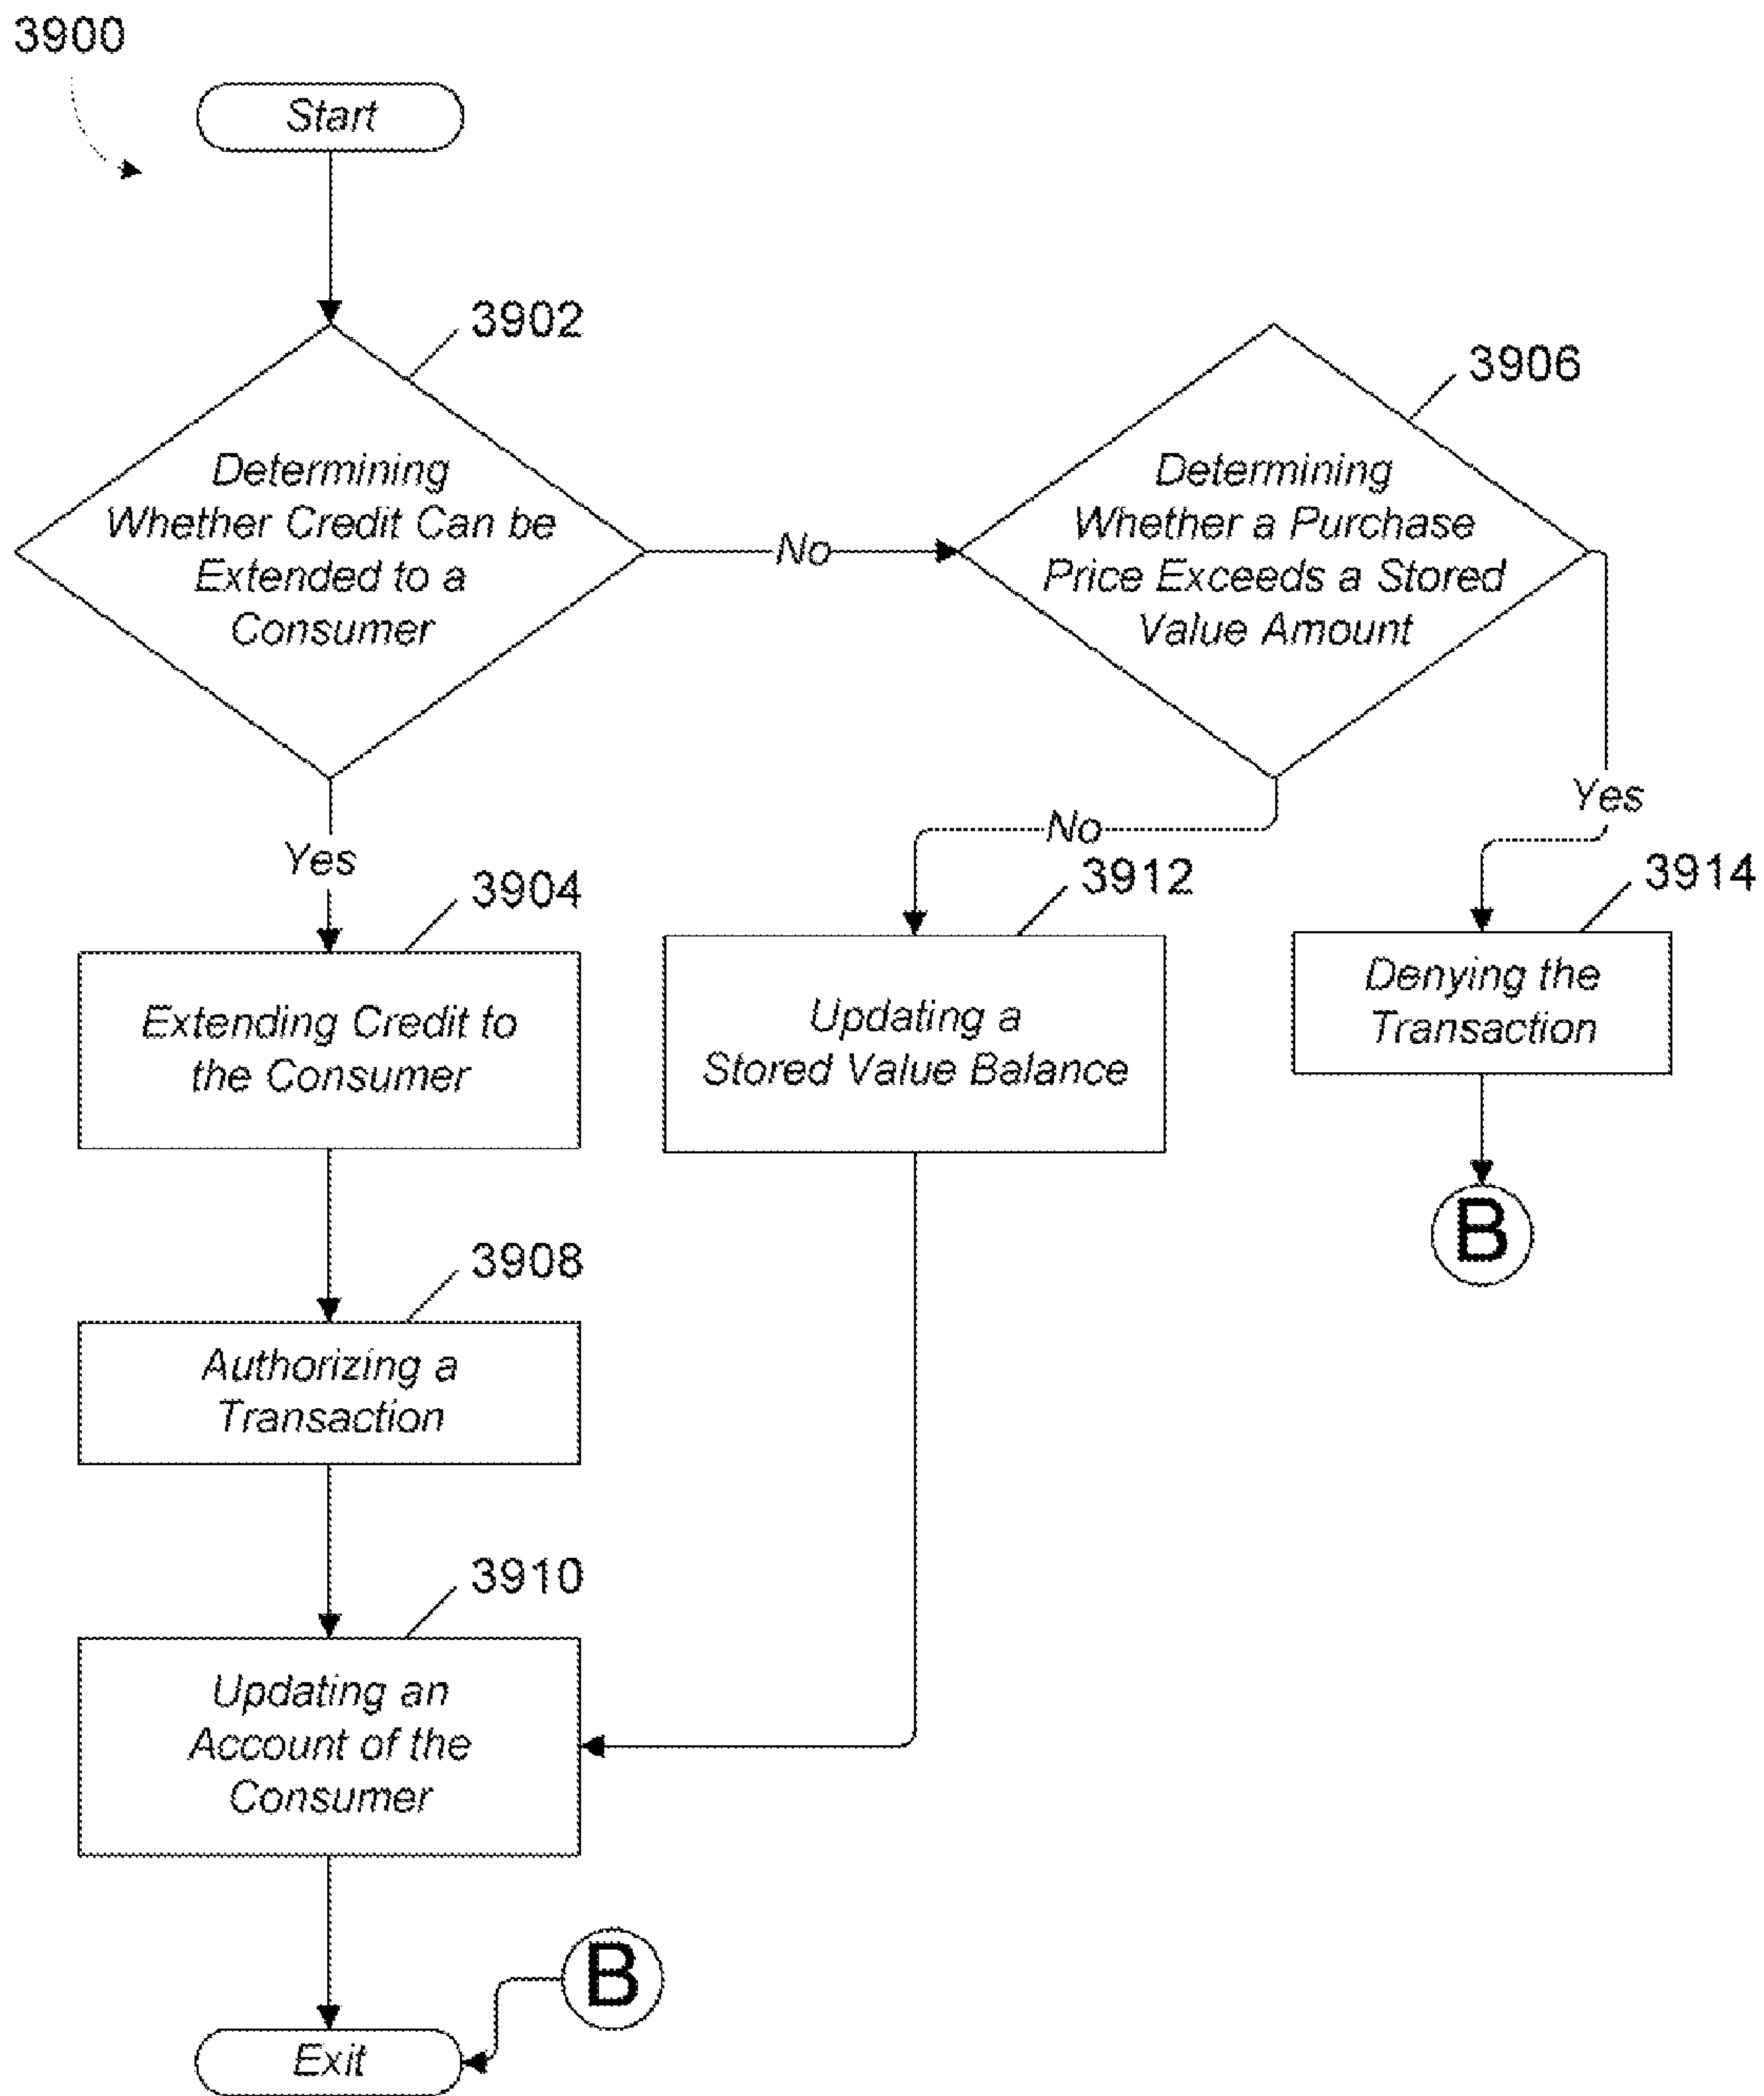 3900
Start
3902
Determining
Whether Credit Can be
Extended to a
Consumer
No
3906
Determining
Whether a Purchase
Price Exceeds a Stored
Value Amount
Yes
No
Yes
3904
Extending Credit to
the Consumer
3912
Updating a
Stored Value Balance
3914
Denying the
Transaction
B
3908
Authorizing a
Transaction
3910
Updating an
Account of the
Consumer
B
Exit